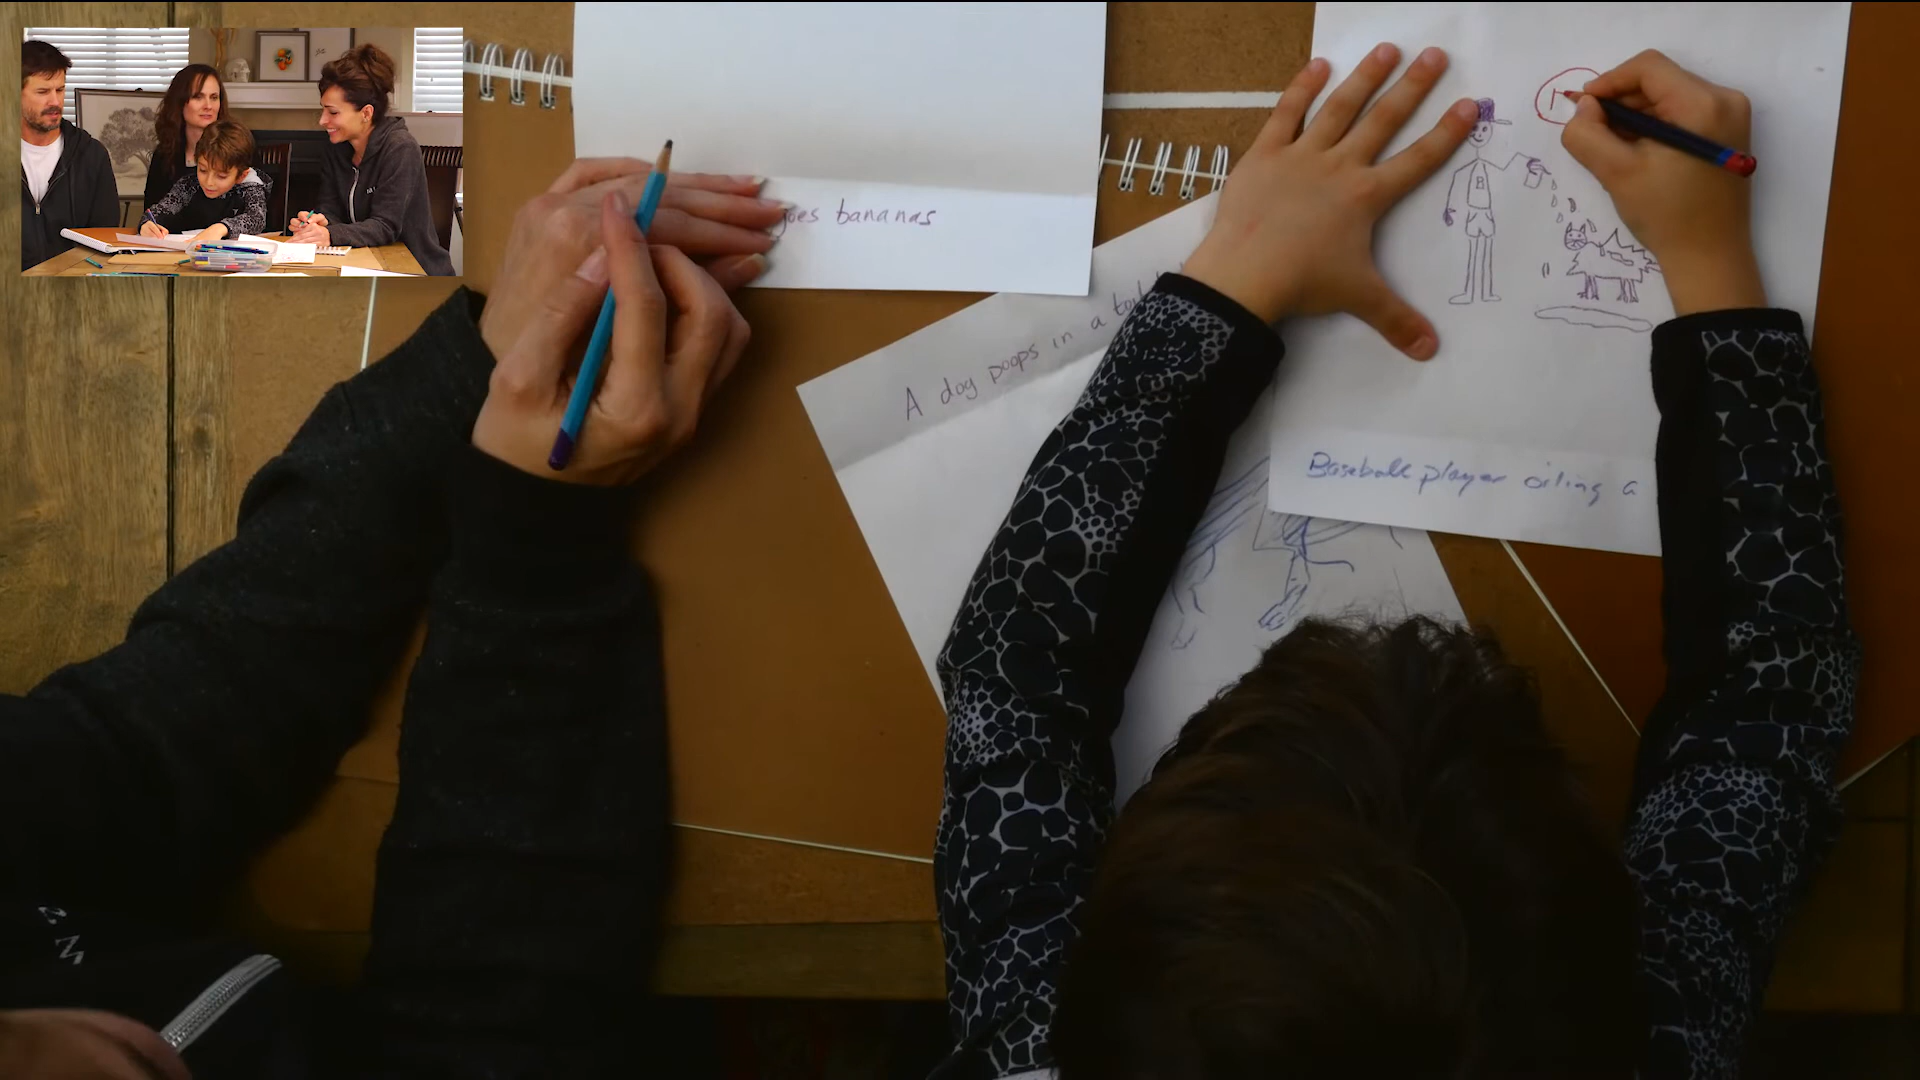 goes bananas
A dog poops in a
Baseball player oiling a
B